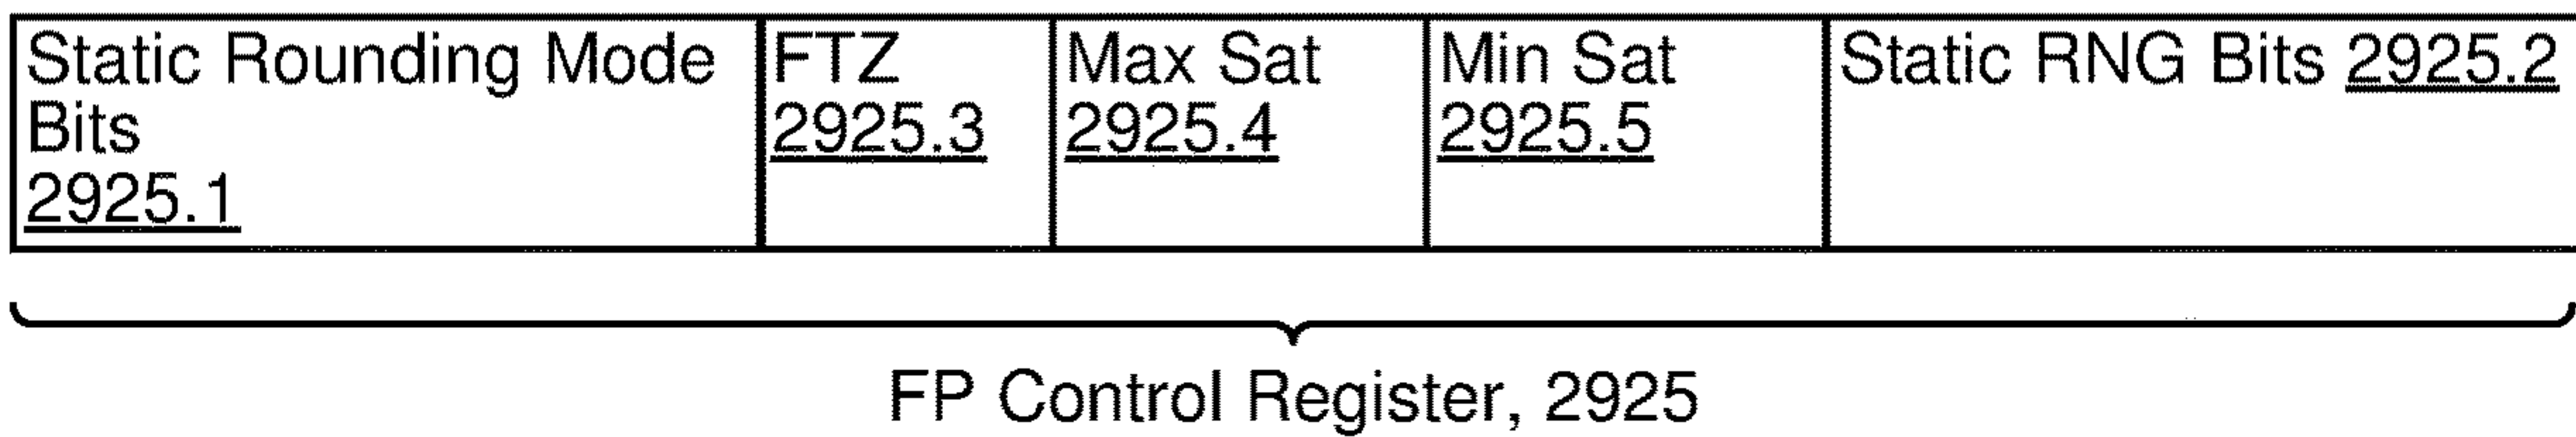 Static Rounding Mode
Bits
2925.1
FTZ
2925.3
Max Sat
2925.4
Min Sat
2925.5
Static RNG Bits 2925.2
FP Control Register, 2925